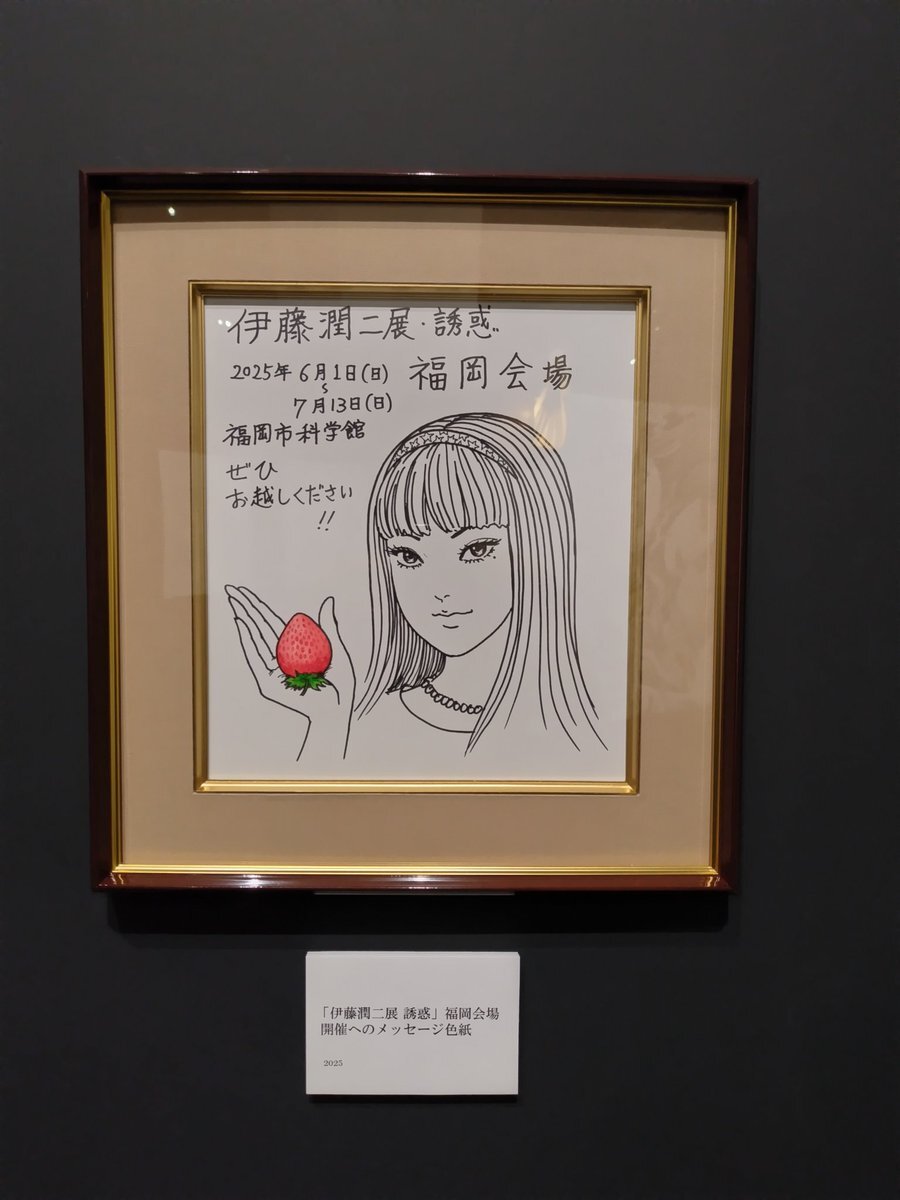 伊藤潤二展・誘惑
2025年 6月1日(日) 福岡会場
〜
7月13日(日)
福岡市科学館
ぜひ
お越しください
!!
「伊藤潤二展 誘惑」福岡会場
開催へのメッセージ色紙
2025